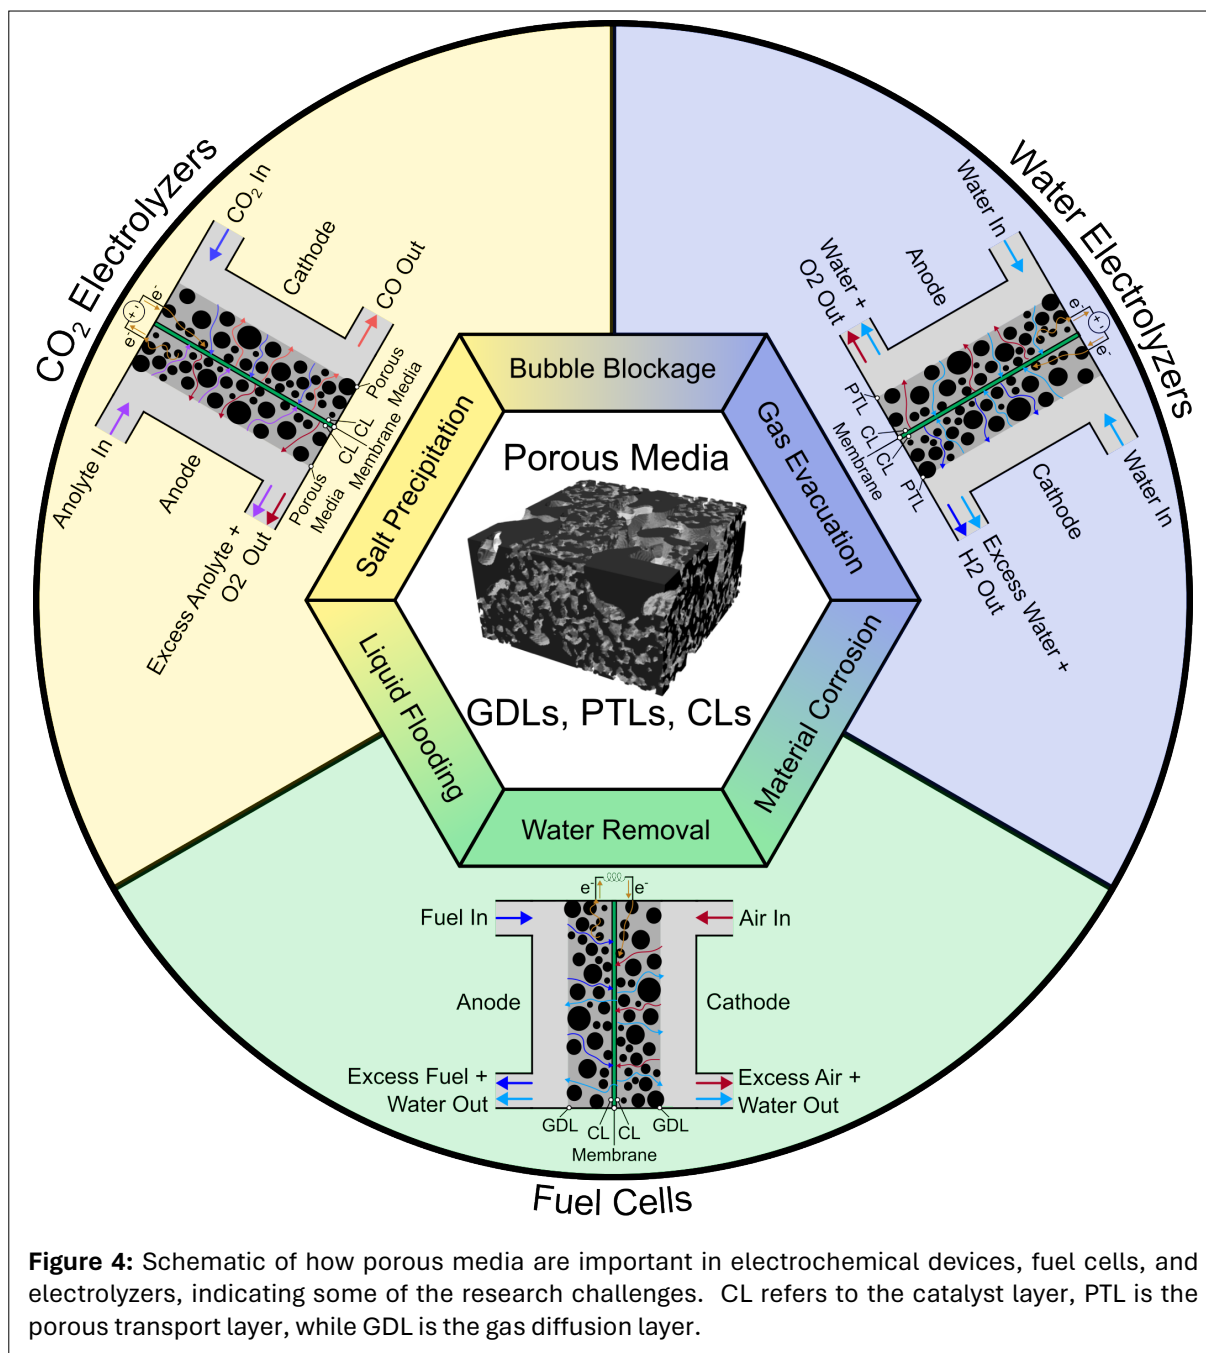 CO₂ Electrolyzers
CO₂ In
Cathode
CO Out
e⁻
+ -
e⁻
Porous
Media
CL
CL
Membrane
Porous
Media
Anolyte In
Anode
Excess Anolyte +
O2 Out
Water Electrolyzers
Water In
Anode
Water +
O2 Out
e⁻
+ -
e⁻
PTL
CL
CL
Membrane
PTL
Water In
Cathode
Excess Water +
H2 Out
Bubble Blockage
Gas Evacuation
Material Corrosion
Water Removal
Liquid Flooding
Salt Precipitation
Porous Media
GDLs, PTLs, CLs
e⁻
e⁻
Fuel In
Air In
Anode
Cathode
Excess Fuel +
Water Out
Excess Air +
Water Out
GDL
CL
CL
GDL
Membrane
Fuel Cells
Figure 4: Schematic of how porous media are important in electrochemical devices, fuel cells, and
electrolyzers, indicating some of the research challenges. CL refers to the catalyst layer, PTL is the
porous transport layer, while GDL is the gas diffusion layer.